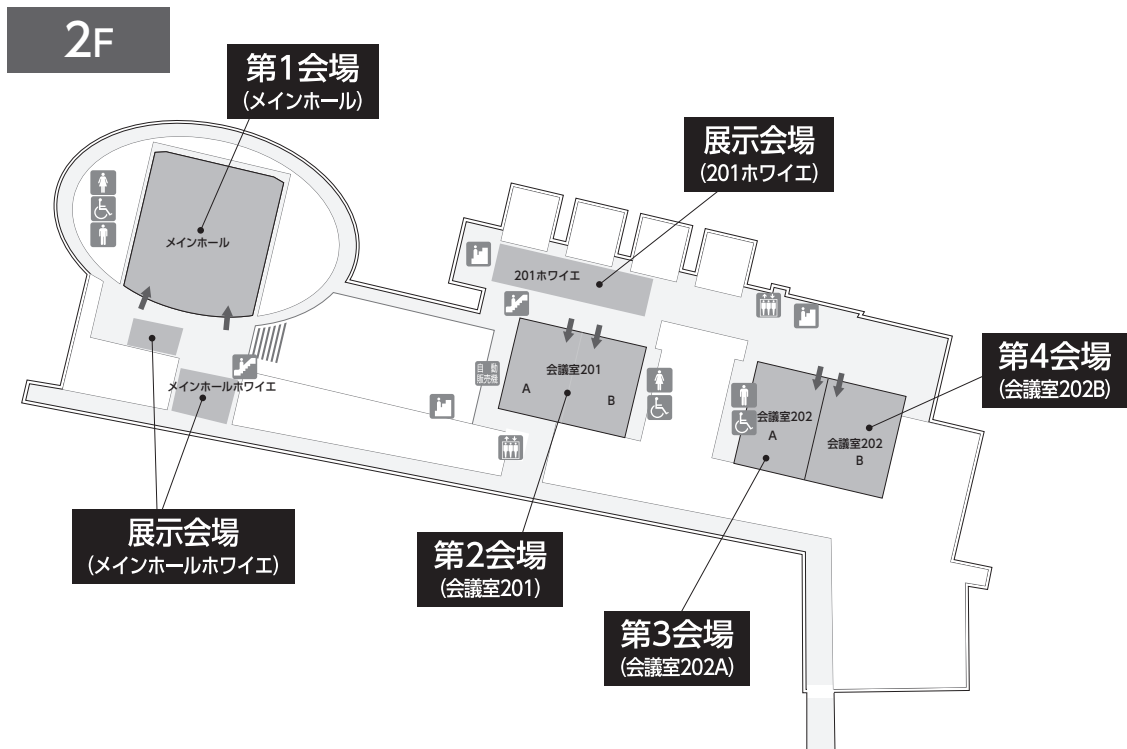 2F
第1会場
(メインホール)
展示会場
(201ホワイエ)
メインホール
201ホワイエ
第4会場
(会議室202B)
自動
販売機
会議室201
A
B
メインホールホワイエ
会議室202
A
会議室202
B
展示会場
(メインホールホワイエ)
第2会場
(会議室201)
第3会場
(会議室202A)